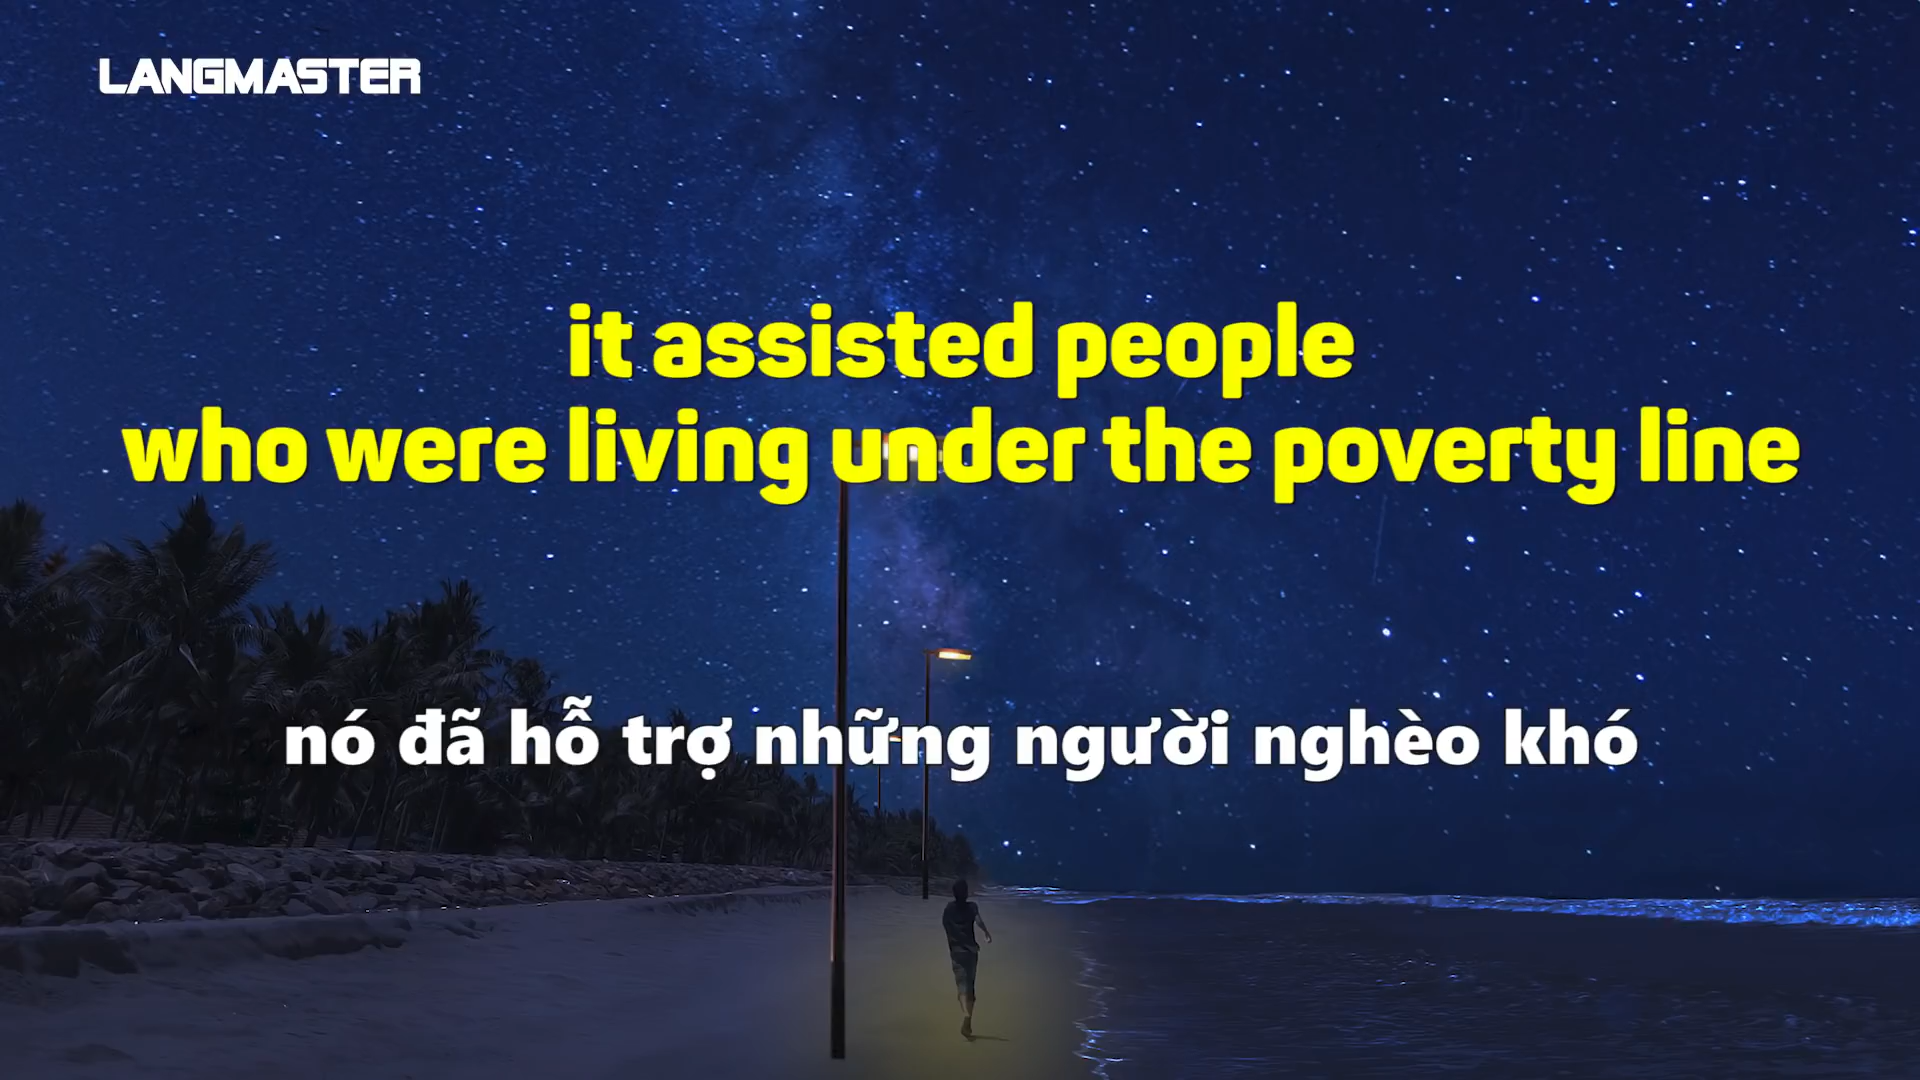 LANGMASTER
it assisted people
who were living under the poverty line
nó đã hỗ trợ những người nghèo khó